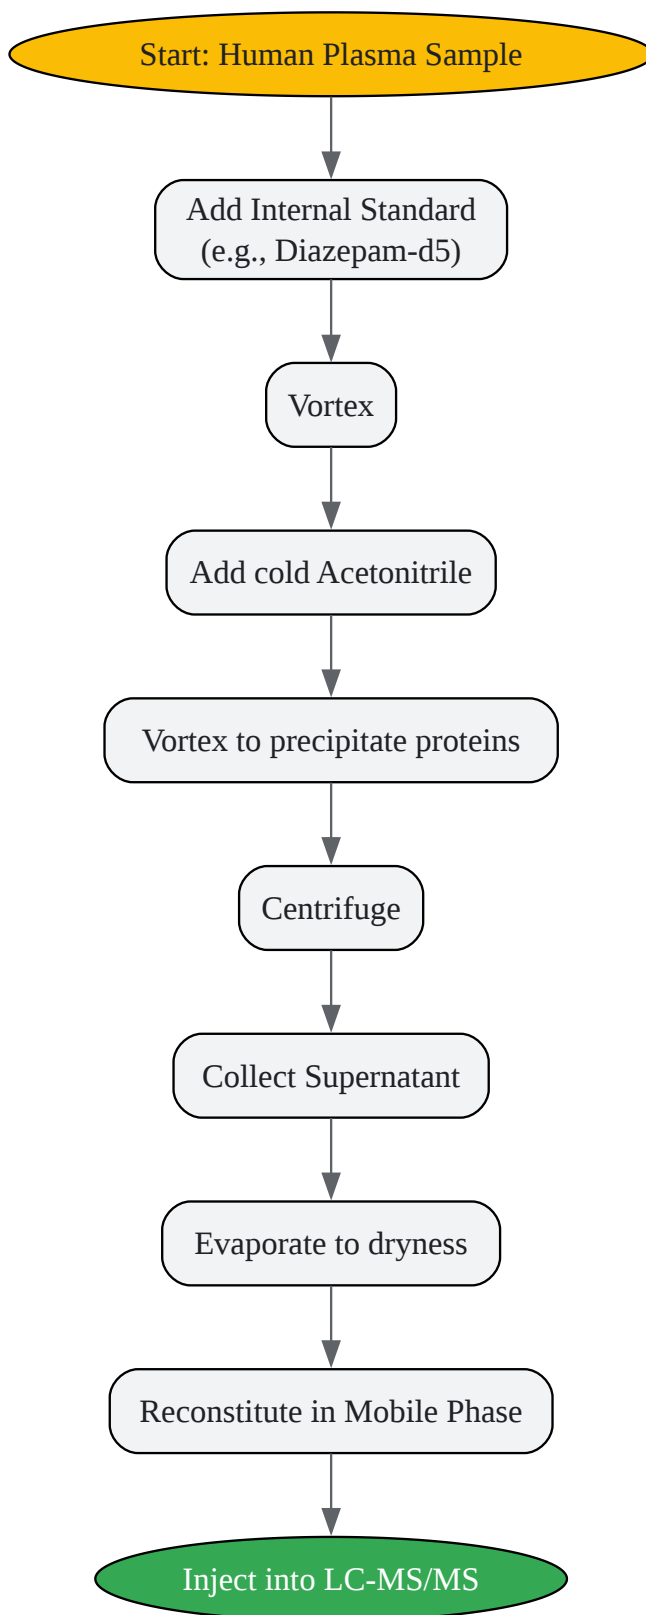 Start: Human Plasma Sample
Add Internal Standard
(e.g., Diazepam-d5)
Vortex
Add cold Acetonitrile
Vortex to precipitate proteins
Centrifuge
Collect Supernatant
Evaporate to dryness
Reconstitute in Mobile Phase
Inject into LC-MS/MS